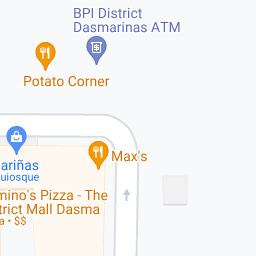 BPI District
Dasmarinas ATM
Potato Corner
Max's
ariñas
uiosque
mino's Pizza - The
trict Mall Dasma
a • $$